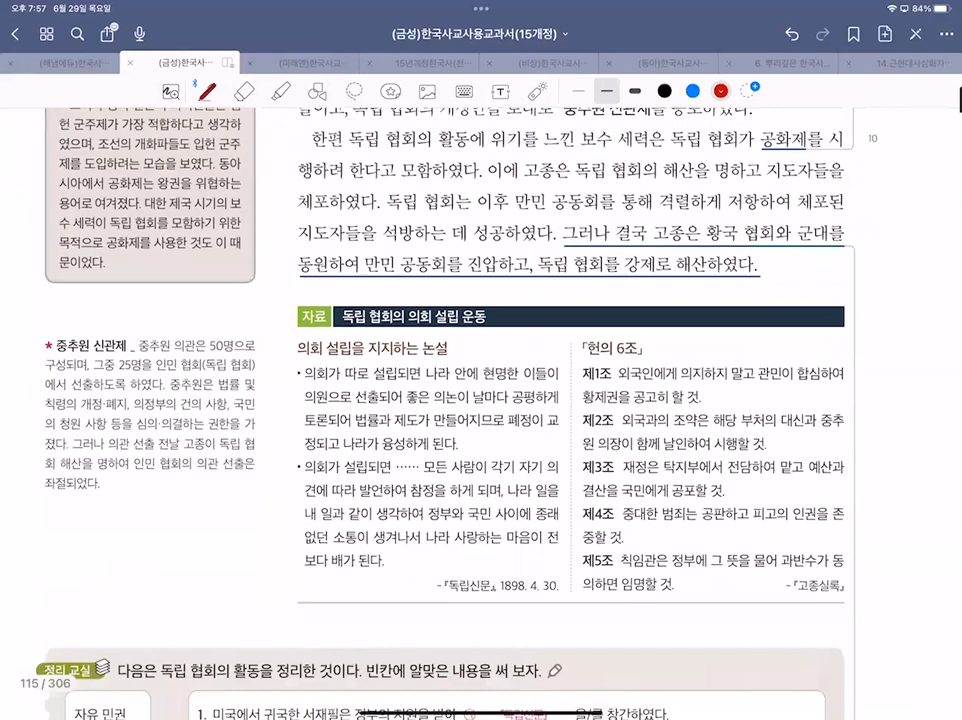 오후 7:57 6월 29일 목요일
84%
(금성)한국사교사용교과서(15개정)
(해냄에듀)한국사…
(금성)한국사…
(미래엔)한국사교…
15개정한국사(천…
(비상)한국사교사…
(동아)한국사교사…
6. 뿌리깊은 한국사…
14.근현대사심화자…
헌 군주제가 가장 적합하다고 생각하
였으며, 조선의 개화파들도 입헌 군주
제를 도입하려는 모습을 보였다. 동아
시아에서 공화제는 왕권을 위협하는
용어로 여겨졌다. 대한 제국 시기의 보
수 세력이 독립 협회를 모함하기 위한
목적으로 공화제를 사용한 것도 이 때
문이었다.
한편 독립 협회의 활동에 위기를 느낀 보수 세력은 독립 협회가 공화제를 시
행하려 한다고 모함하였다. 이에 고종은 독립 협회의 해산을 명하고 지도자들을
체포하였다. 독립 협회는 이후 만민 공동회를 통해 격렬하게 저항하여 체포된
지도자들을 석방하는 데 성공하였다. 그러나 결국 고종은 황국 협회와 군대를
동원하여 만민 공동회를 진압하고, 독립 협회를 강제로 해산하였다.
10
* 중추원 신관제 _ 중추원 의관은 50명으로
구성되며, 그중 25명을 인민 협회(독립 협회)
에서 선출하도록 하였다. 중추원은 법률 및
칙령의 개정·폐지, 의정부의 건의 사항, 국민
의 청원 사항 등을 심의·의결하는 권한을 가
졌다. 그러나 의관 선출 전날 고종이 독립 협
회 해산을 명하여 인민 협회의 의관 선출은
좌절되었다.
자료 독립 협회의 의회 설립 운동
의회 설립을 지지하는 논설
• 의회가 따로 설립되면 나라 안에 현명한 이들이
의원으로 선출되어 좋은 의논이 날마다 공평하게
토론되어 법률과 제도가 만들어지므로 폐정이 교
정되고 나라가 융성하게 된다.
• 의회가 설립되면 …… 모든 사람이 각기 자기 의
견에 따라 발언하여 참정을 하게 되며, 나라 일을
내 일과 같이 생각하여 정부와 국민 사이에 종래
없던 소통이 생겨나서 나라 사랑하는 마음이 전
보다 배가 된다.
- 『독립신문』, 1898. 4. 30.
「헌의 6조」
제1조 외국인에게 의지하지 말고 관민이 합심하여
황제권을 공고히 할 것.
제2조 외국과의 조약은 해당 부처의 대신과 중추
원 의장이 함께 날인하여 시행할 것.
제3조 재정은 탁지부에서 전담하여 맡고 예산과
결산을 국민에게 공포할 것.
제4조 중대한 범죄는 공판하고 피고의 인권을 존
중할 것.
제5조 칙임관은 정부에 그 뜻을 물어 과반수가 동
의하면 임명할 것.
- 『고종실록』
정리 교실 다음은 독립 협회의 활동을 정리한 것이다. 빈칸에 알맞은 내용을 써 보자.
115 / 306
자유 민권
1. 미국에서 귀국한 서재필은 정부의 지원을 받아 ㉠ 『독립신문』 을/를 창간하였다.